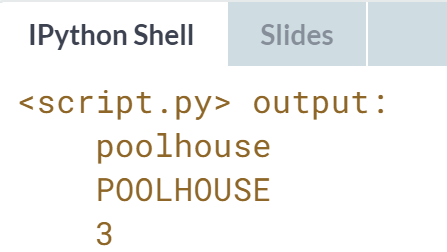 IPython Shell Slides
<script.py> output:
poolhouse
POOLHOUSE
3